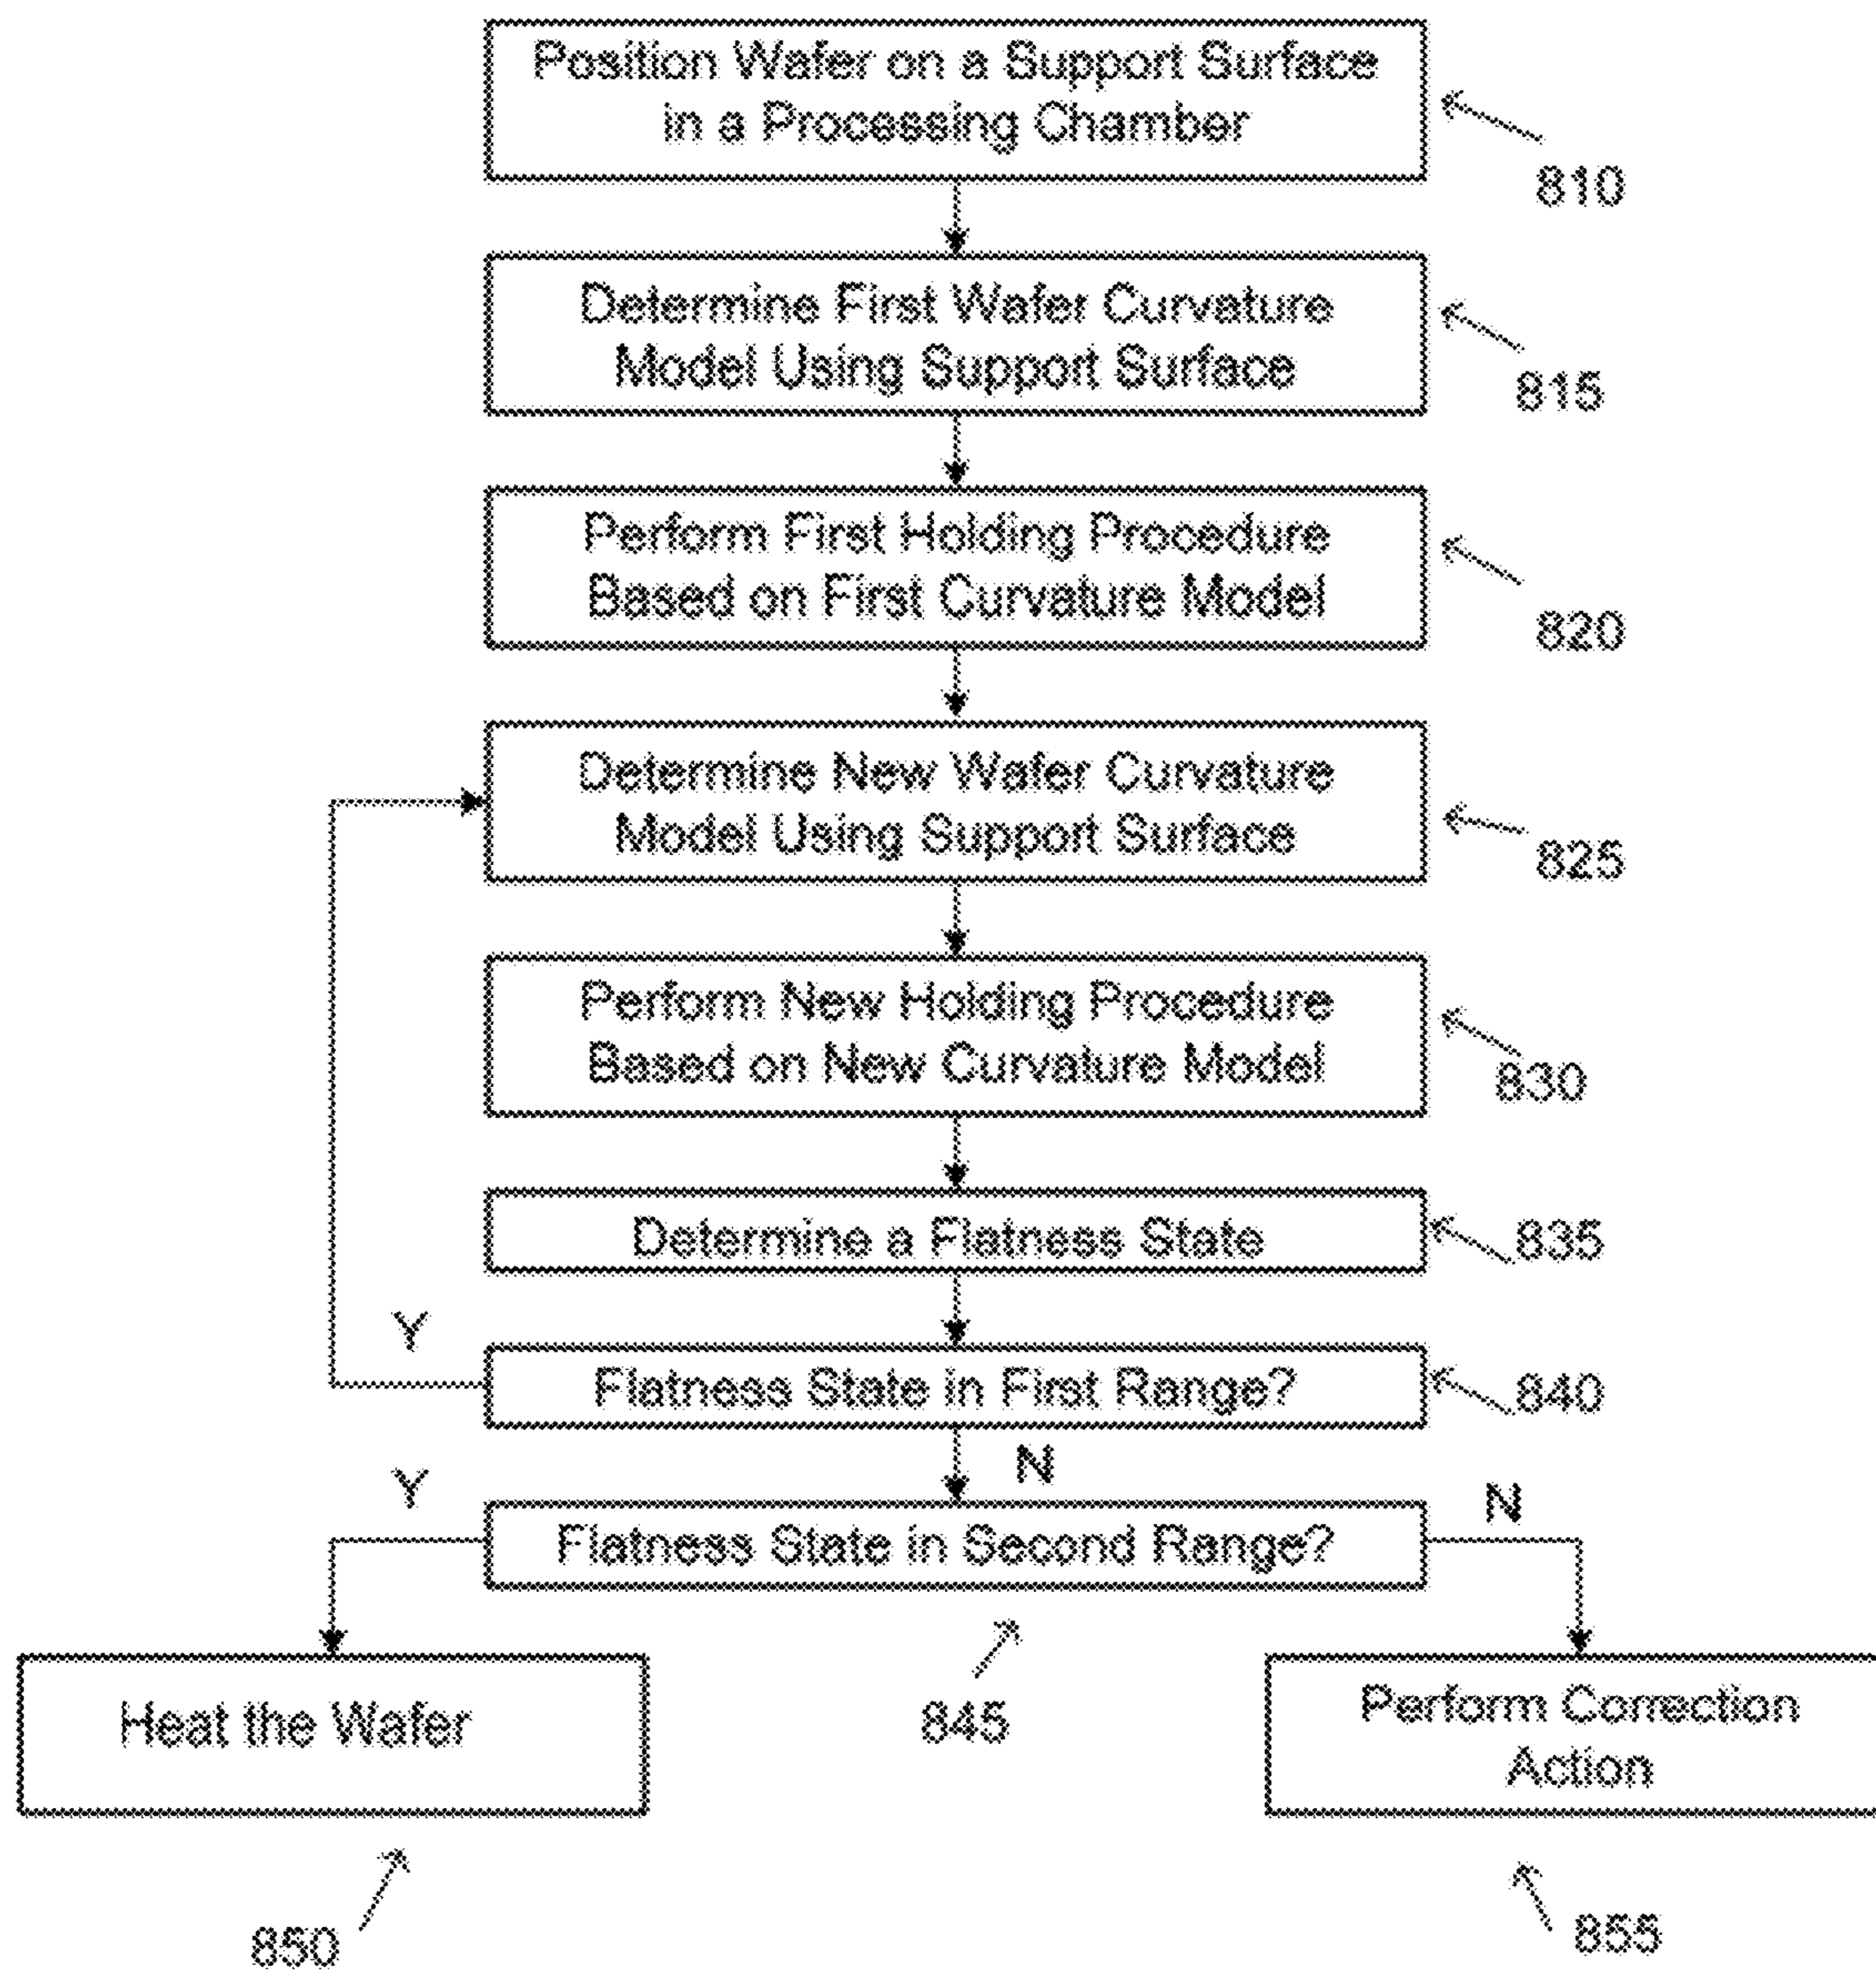 Position Wafer on a Support Surface
in a Processing Chamber
810
Determine First Wafer Curvature
Model Using Support Surface
815
Perform First Holding Procedure
Based on First Curvature Model
820
Determine New Wafer Curvature
Model Using Support Surface
825
Perform New Holding Procedure
Based on New Curvature Model
830
Determine a Flatness State
835
Y
Flatness State in First Range?
840
N
Y
Flatness State in Second Range?
N
845
Heat the Wafer
850
Perform Correction
Action
855